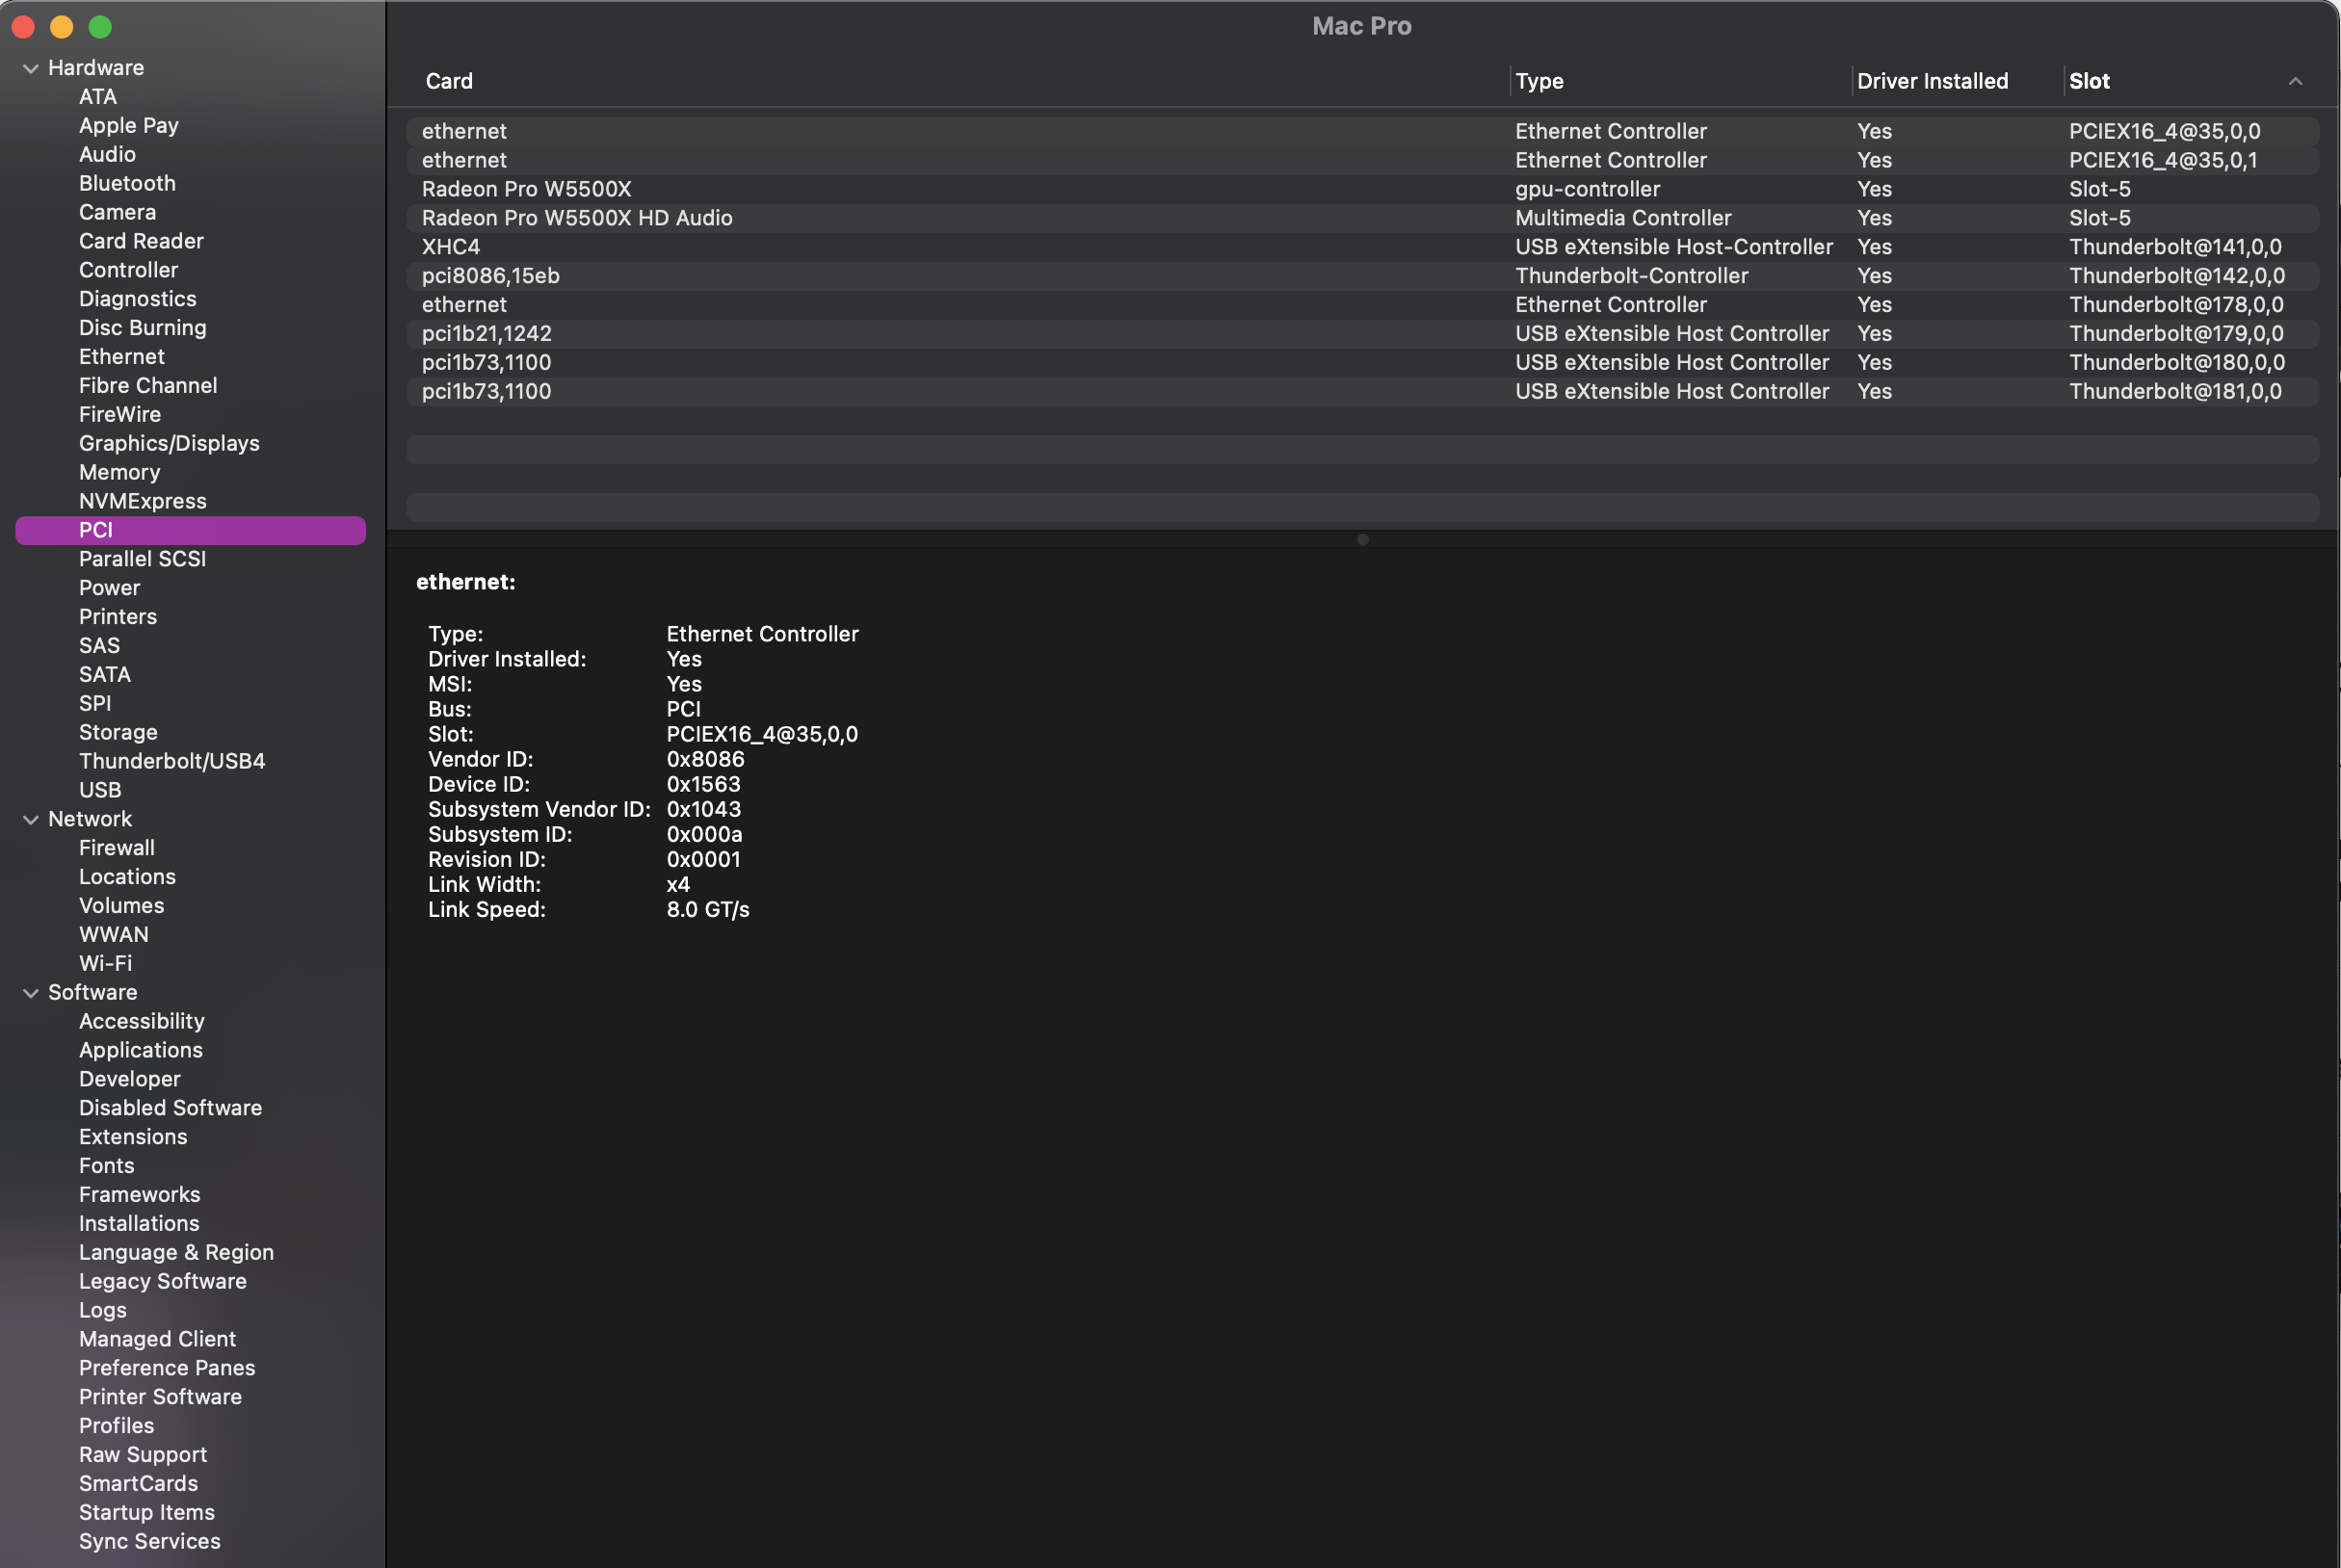 Mac Pro
Hardware
ATA
Apple Pay
Audio
Bluetooth
Camera
Card Reader
Controller
Diagnostics
Disc Burning
Ethernet
Fibre Channel
FireWire
Graphics/Displays
Memory
NVMExpress
PCI
Parallel SCSI
Power
Printers
SAS
SATA
SPI
Storage
Thunderbolt/USB4
USB
Network
Firewall
Locations
Volumes
WWAN
Wi-Fi
Software
Accessibility
Applications
Developer
Disabled Software
Extensions
Fonts
Frameworks
Installations
Language & Region
Legacy Software
Logs
Managed Client
Preference Panes
Printer Software
Profiles
Raw Support
SmartCards
Startup Items
Sync Services
Card Type Driver Installed Slot
ethernet Ethernet Controller Yes PCIEX16_4@35,0,0
ethernet Ethernet Controller Yes PCIEX16_4@35,0,1
Radeon Pro W5500X gpu-controller Yes Slot-5
Radeon Pro W5500X HD Audio Multimedia Controller Yes Slot-5
XHC4 USB eXtensible Host-Controller Yes Thunderbolt@141,0,0
pci8086,15eb Thunderbolt-Controller Yes Thunderbolt@142,0,0
ethernet Ethernet Controller Yes Thunderbolt@178,0,0
pci1b21,1242 USB eXtensible Host Controller Yes Thunderbolt@179,0,0
pci1b73,1100 USB eXtensible Host Controller Yes Thunderbolt@180,0,0
pci1b73,1100 USB eXtensible Host Controller Yes Thunderbolt@181,0,0
ethernet:
Type: Ethernet Controller
Driver Installed: Yes
MSI: Yes
Bus: PCI
Slot: PCIEX16_4@35,0,0
Vendor ID: 0x8086
Device ID: 0x1563
Subsystem Vendor ID: 0x1043
Subsystem ID: 0x000a
Revision ID: 0x0001
Link Width: x4
Link Speed: 8.0 GT/s